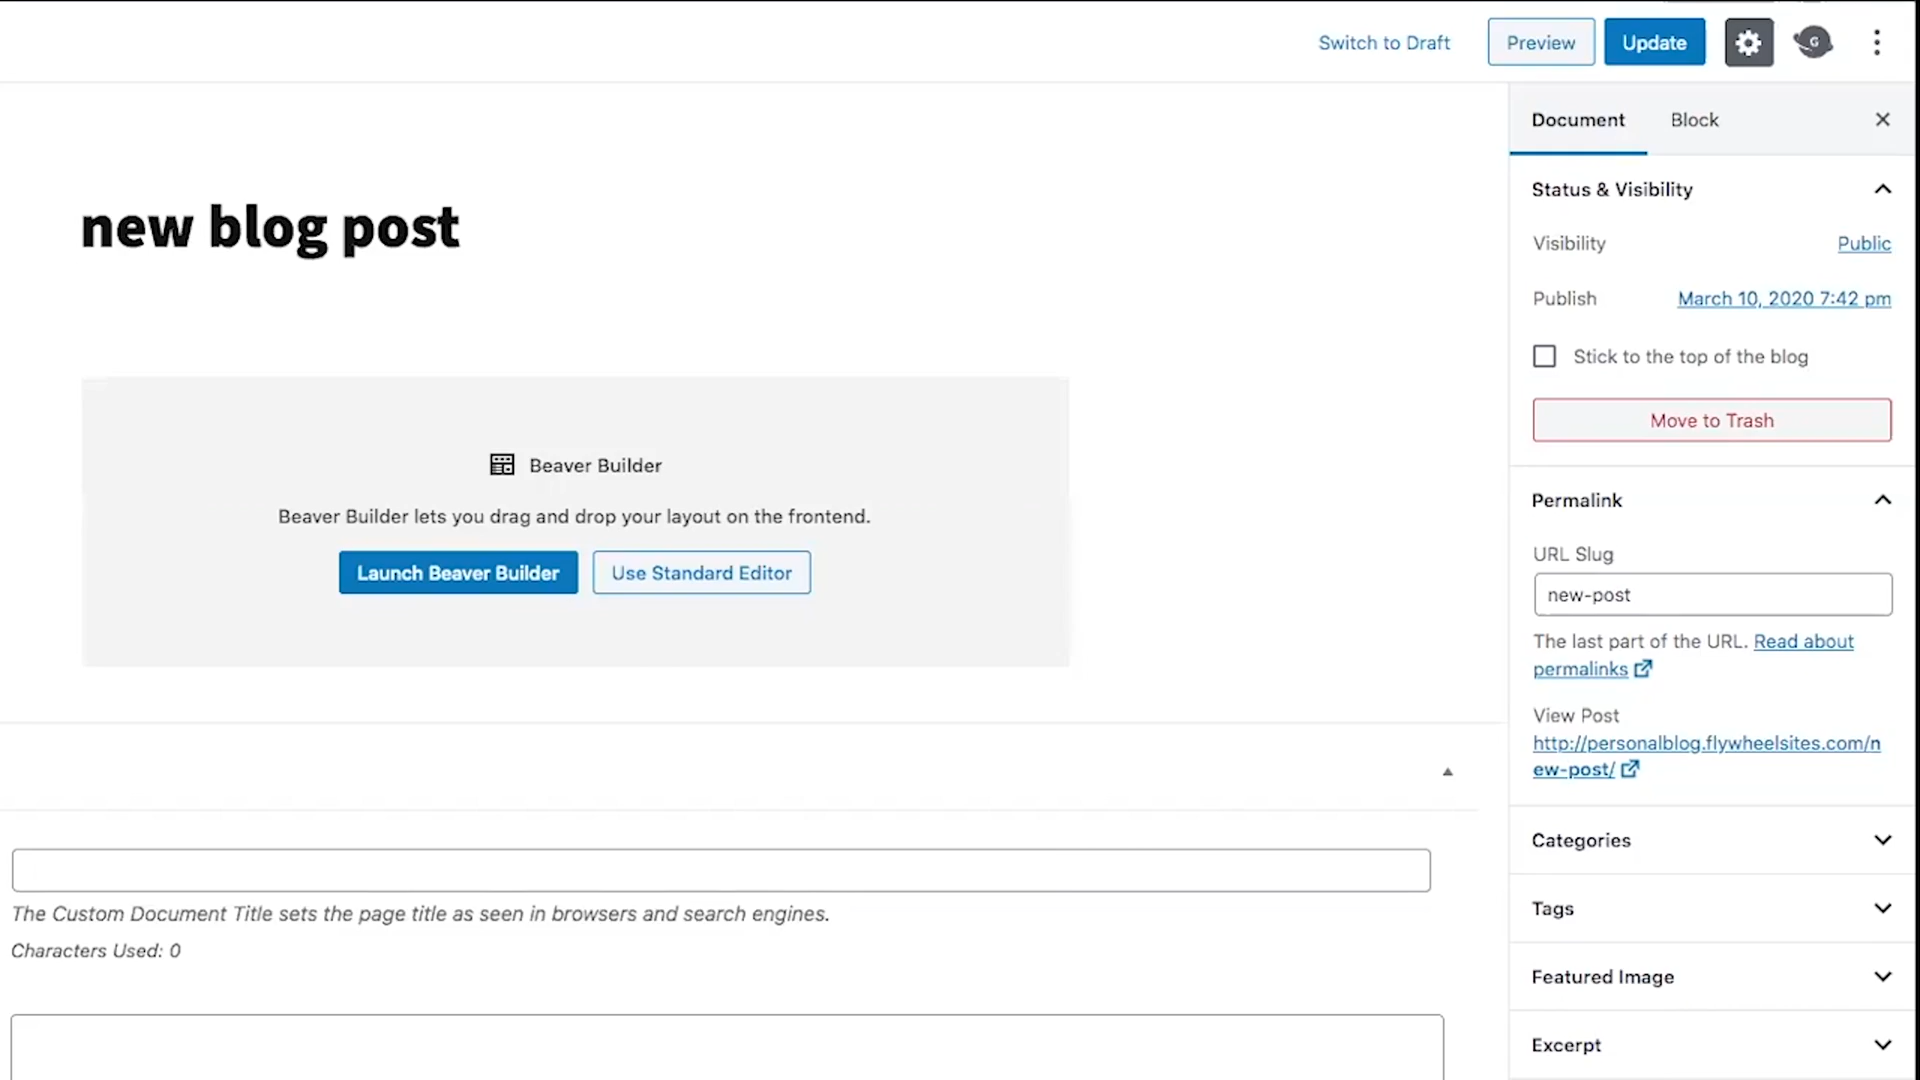 Switch to Draft
Preview
Update
G
Document
Block
new blog post
Status & Visibility
Visibility
Public
Publish
March 10, 2020 7:42 pm
Stick to the top of the blog
Move to Trash
Beaver Builder
Beaver Builder lets you drag and drop your layout on the frontend.
Launch Beaver Builder
Use Standard Editor
Permalink
URL Slug
new-post
The last part of the URL. Read about
permalinks
View Post
http://personalblog.flywheelsites.com/n
ew-post/
Categories
The Custom Document Title sets the page title as seen in browsers and search engines.
Characters Used: 0
Tags
Featured Image
Excerpt